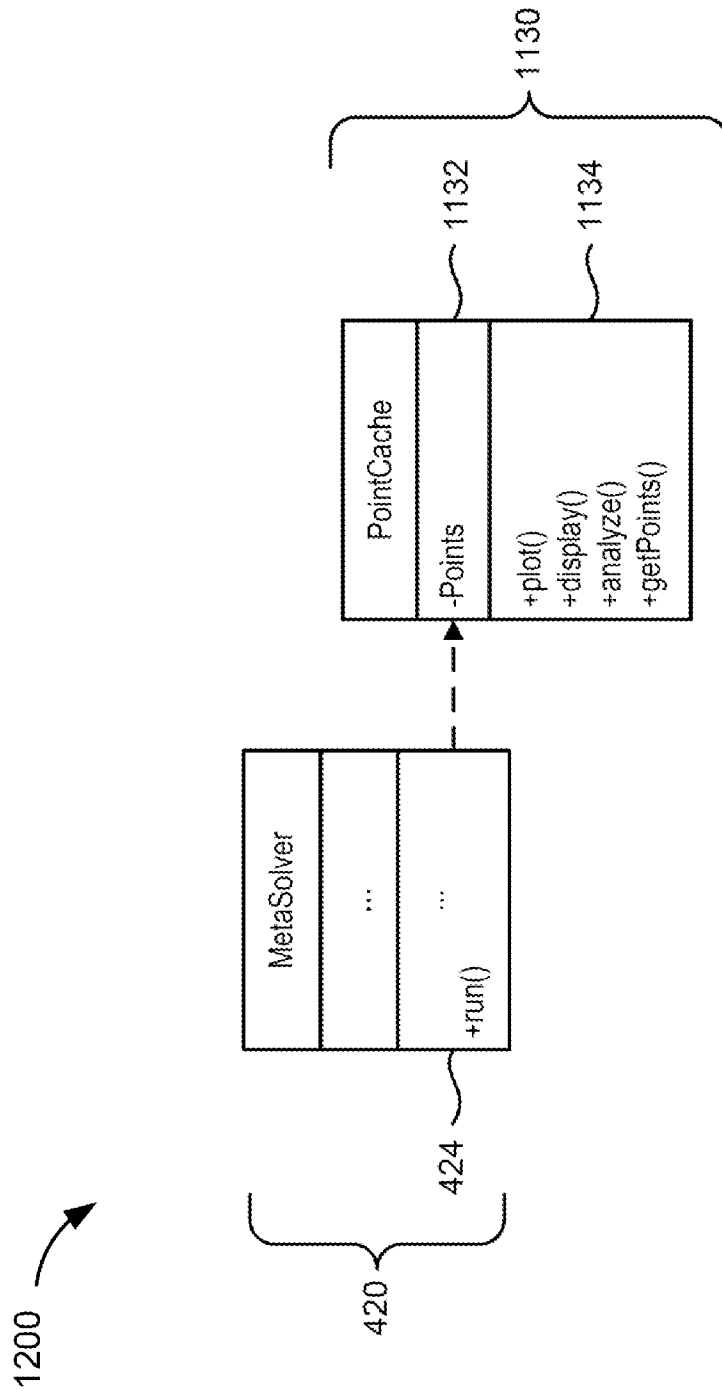 1200
420
424
MetaSolver
...
...
+run()
PointCache
-Points
+plot()
+display()
+analyze()
+getPoints()
1132
1134
1130